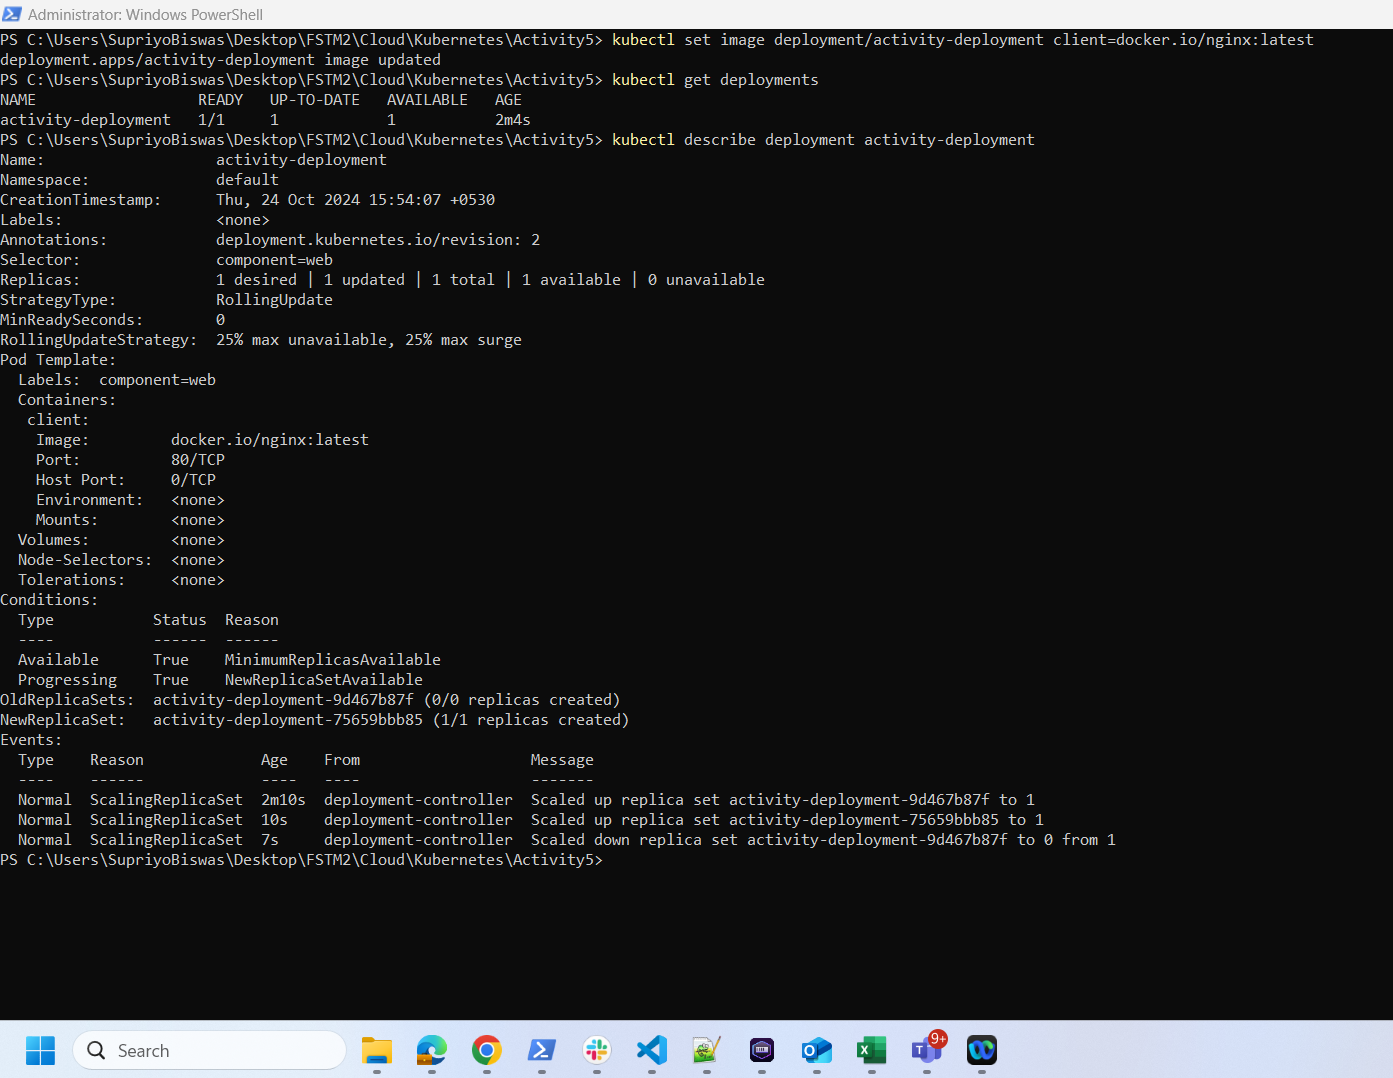 Administrator: Windows PowerShell
PS C:\Users\SupriyoBiswas\Desktop\FSTM2\Cloud\Kubernetes\Activity5> kubectl set image deployment/activity-deployment client=docker.io/nginx:latest
deployment.apps/activity-deployment image updated
PS C:\Users\SupriyoBiswas\Desktop\FSTM2\Cloud\Kubernetes\Activity5> kubectl get deployments
NAME                  READY   UP-TO-DATE   AVAILABLE   AGE
activity-deployment   1/1     1            1           2m4s
PS C:\Users\SupriyoBiswas\Desktop\FSTM2\Cloud\Kubernetes\Activity5> kubectl describe deployment activity-deployment
Name:                   activity-deployment
Namespace:              default
CreationTimestamp:      Thu, 24 Oct 2024 15:54:07 +0530
Labels:                 <none>
Annotations:            deployment.kubernetes.io/revision: 2
Selector:               component=web
Replicas:               1 desired | 1 updated | 1 total | 1 available | 0 unavailable
StrategyType:           RollingUpdate
MinReadySeconds:        0
RollingUpdateStrategy:  25% max unavailable, 25% max surge
Pod Template:
  Labels:  component=web
  Containers:
   client:
    Image:         docker.io/nginx:latest
    Port:          80/TCP
    Host Port:     0/TCP
    Environment:   <none>
    Mounts:        <none>
  Volumes:         <none>
  Node-Selectors:  <none>
  Tolerations:     <none>
Conditions:
  Type           Status  Reason
  ----           ------  ------
  Available      True    MinimumReplicasAvailable
  Progressing    True    NewReplicaSetAvailable
OldReplicaSets:  activity-deployment-9d467b87f (0/0 replicas created)
NewReplicaSet:   activity-deployment-75659bbb85 (1/1 replicas created)
Events:
  Type    Reason             Age    From                   Message
  ----    ------             ----   ----                   -------
  Normal  ScalingReplicaSet  2m10s  deployment-controller  Scaled up replica set activity-deployment-9d467b87f to 1
  Normal  ScalingReplicaSet  10s    deployment-controller  Scaled up replica set activity-deployment-75659bbb85 to 1
  Normal  ScalingReplicaSet  7s     deployment-controller  Scaled down replica set activity-deployment-9d467b87f to 0 from 1
PS C:\Users\SupriyoBiswas\Desktop\FSTM2\Cloud\Kubernetes\Activity5>
Search
9+